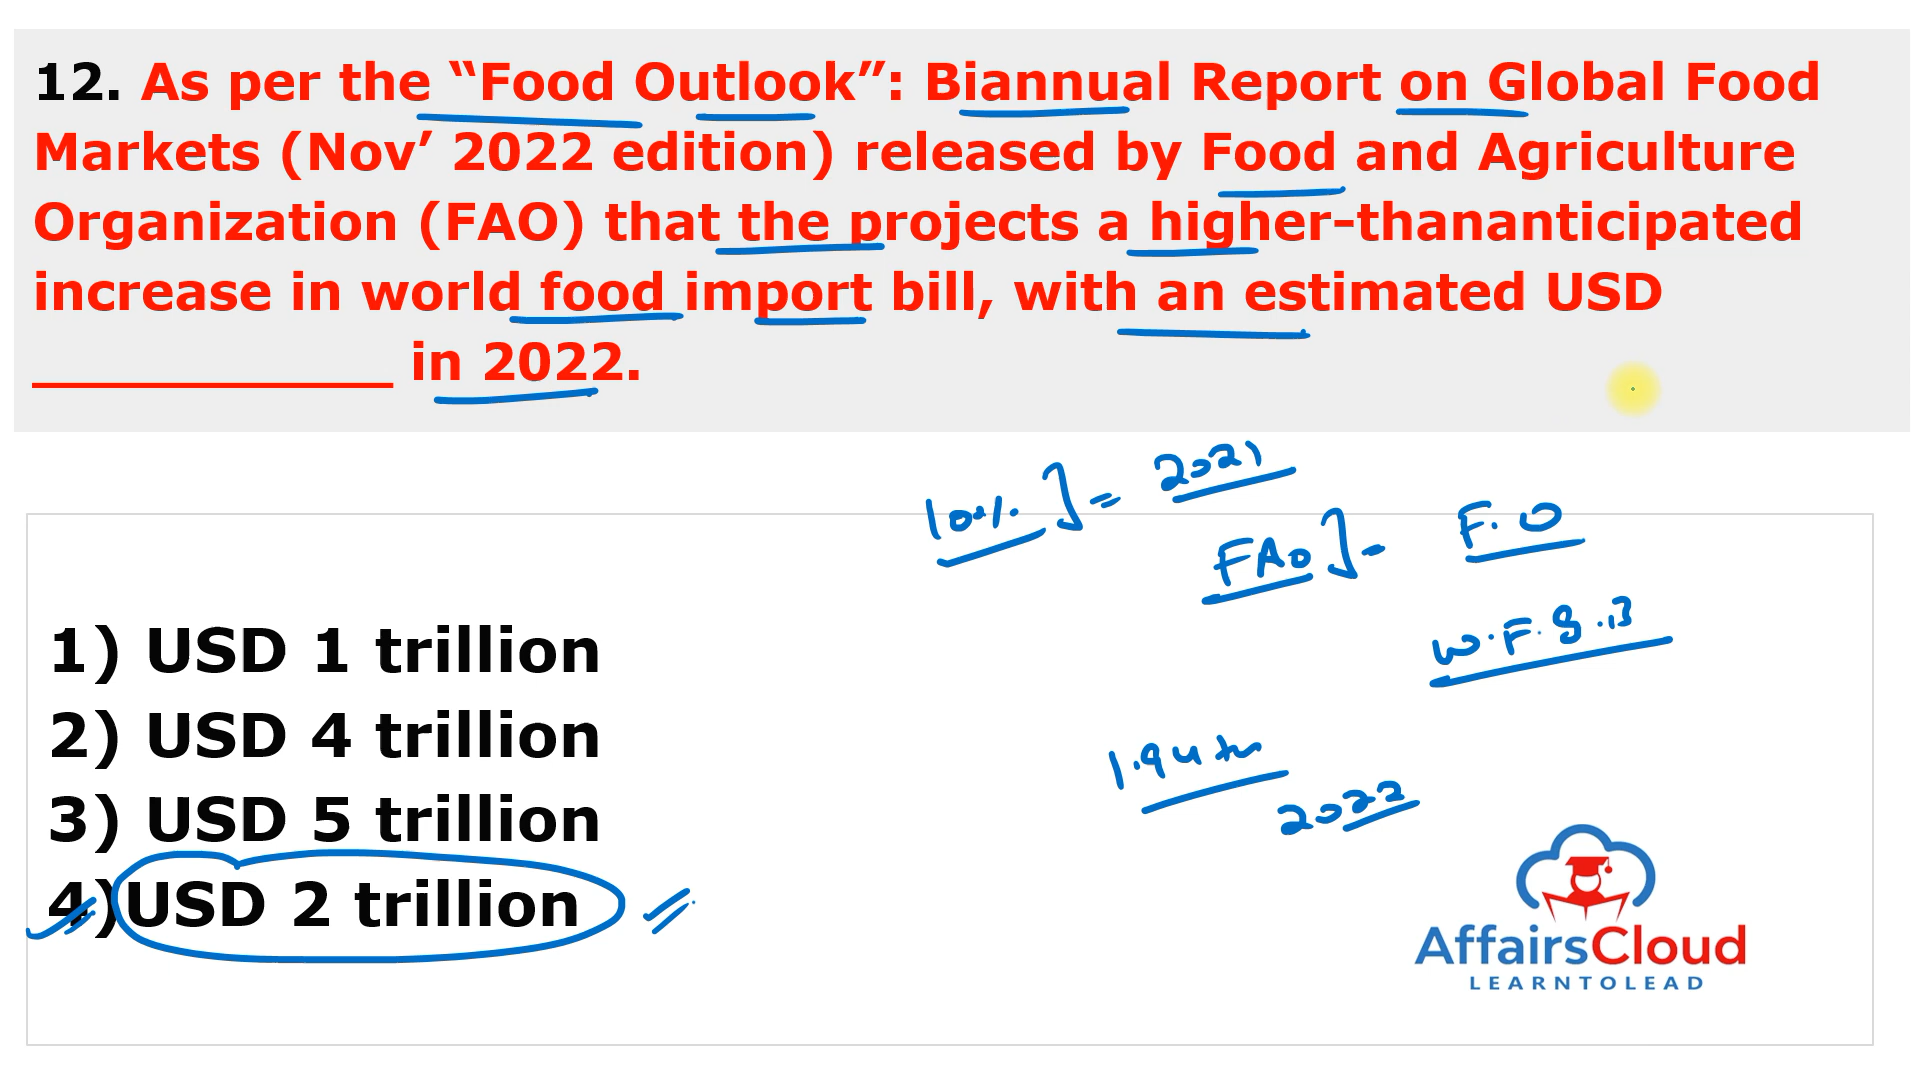 12. As per the “Food Outlook”: Biannual Report on Global Food
Markets (Nov’ 2022 edition) released by Food and Agriculture
Organization (FAO) that the projects a higher-thananticipated
increase in world food import bill, with an estimated USD
______________ in 2022.
10%] = 2021
FAO] - F.O
1) USD 1 trillion
W.F.
2) USD 4 trillion
1.94 tr
3) USD 5 trillion
2022
4)USD 2 trillion
AffairsCloud
LEARNTOLEAD